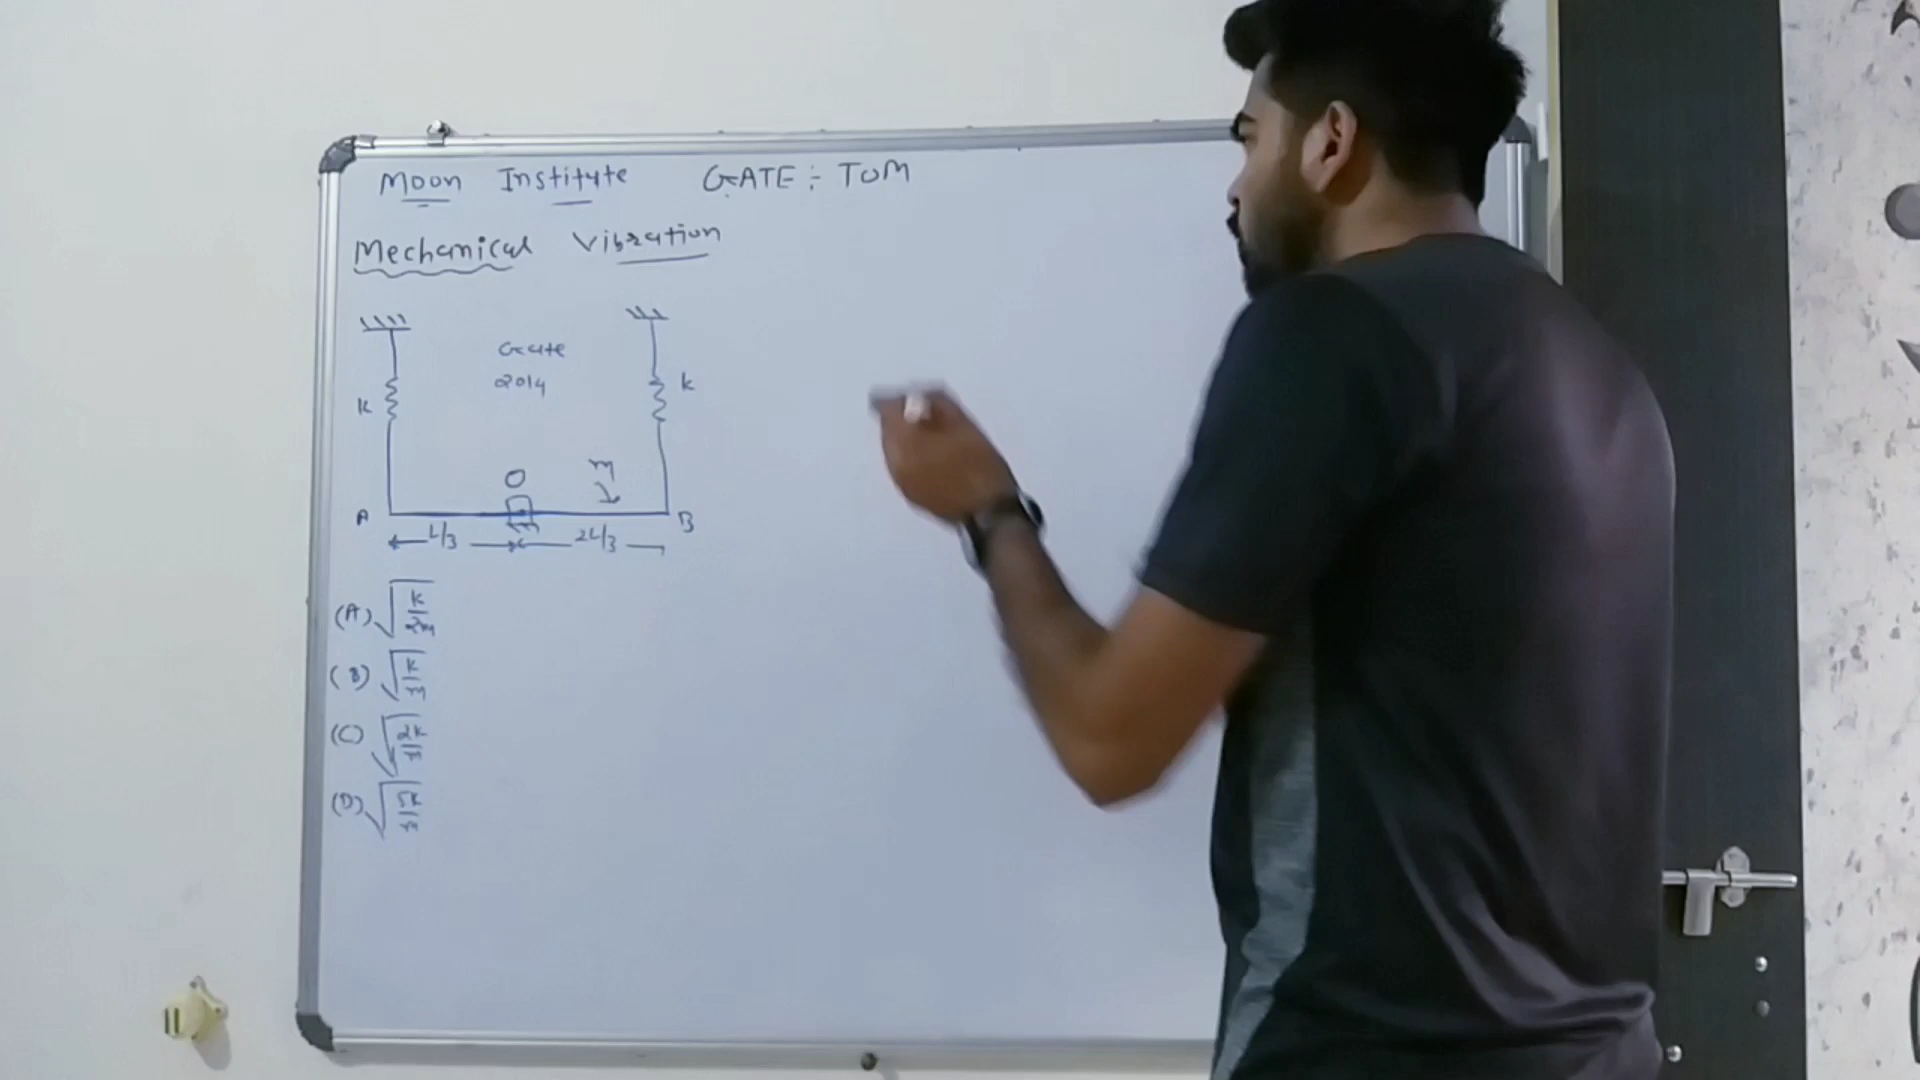 Moon Institute GATE :- TOM
Mechanical Vibration
Gate
2014
k
k
O
m
A
B
L/3
2L/3
(A) √k/2m
(B) √k/m
(C) √2k/m
(D) √5k/m